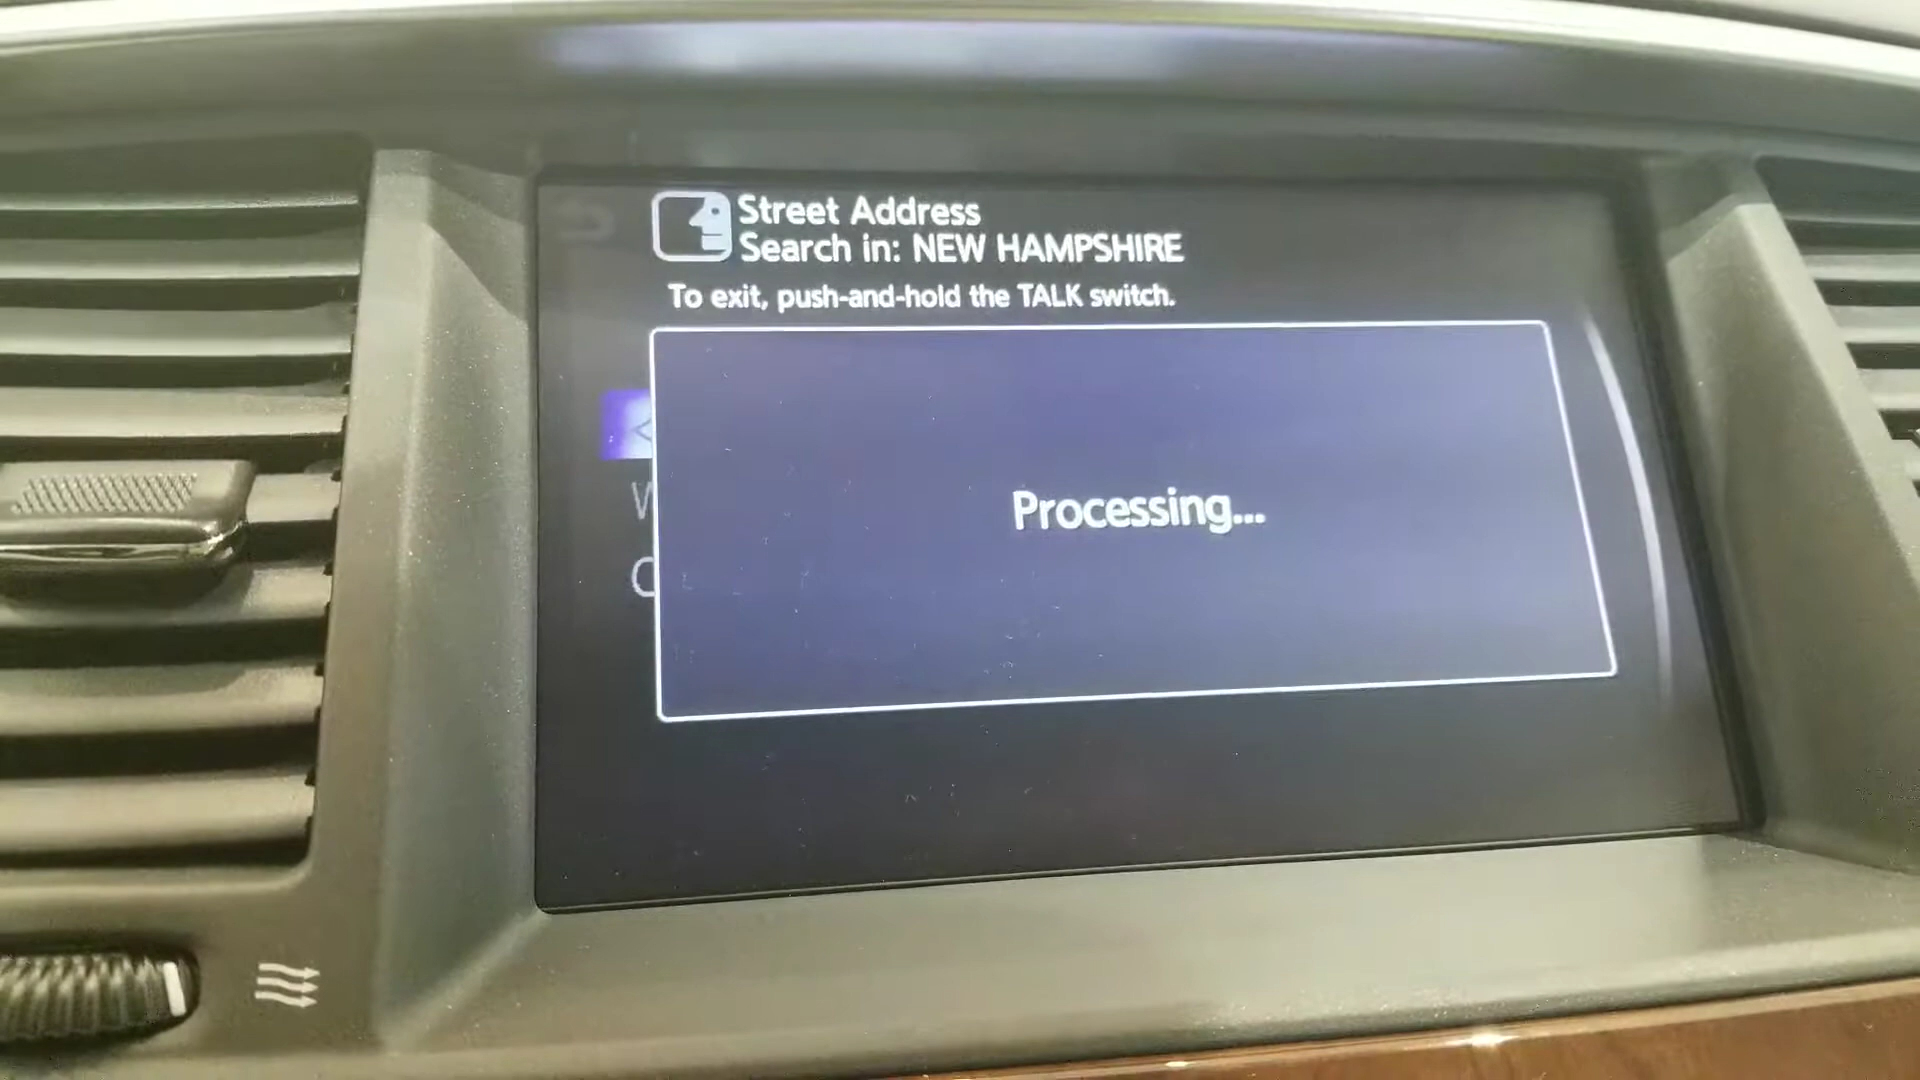 Street Address
Search in: NEW HAMPSHIRE
To exit, push-and-hold the TALK switch.
Processing...